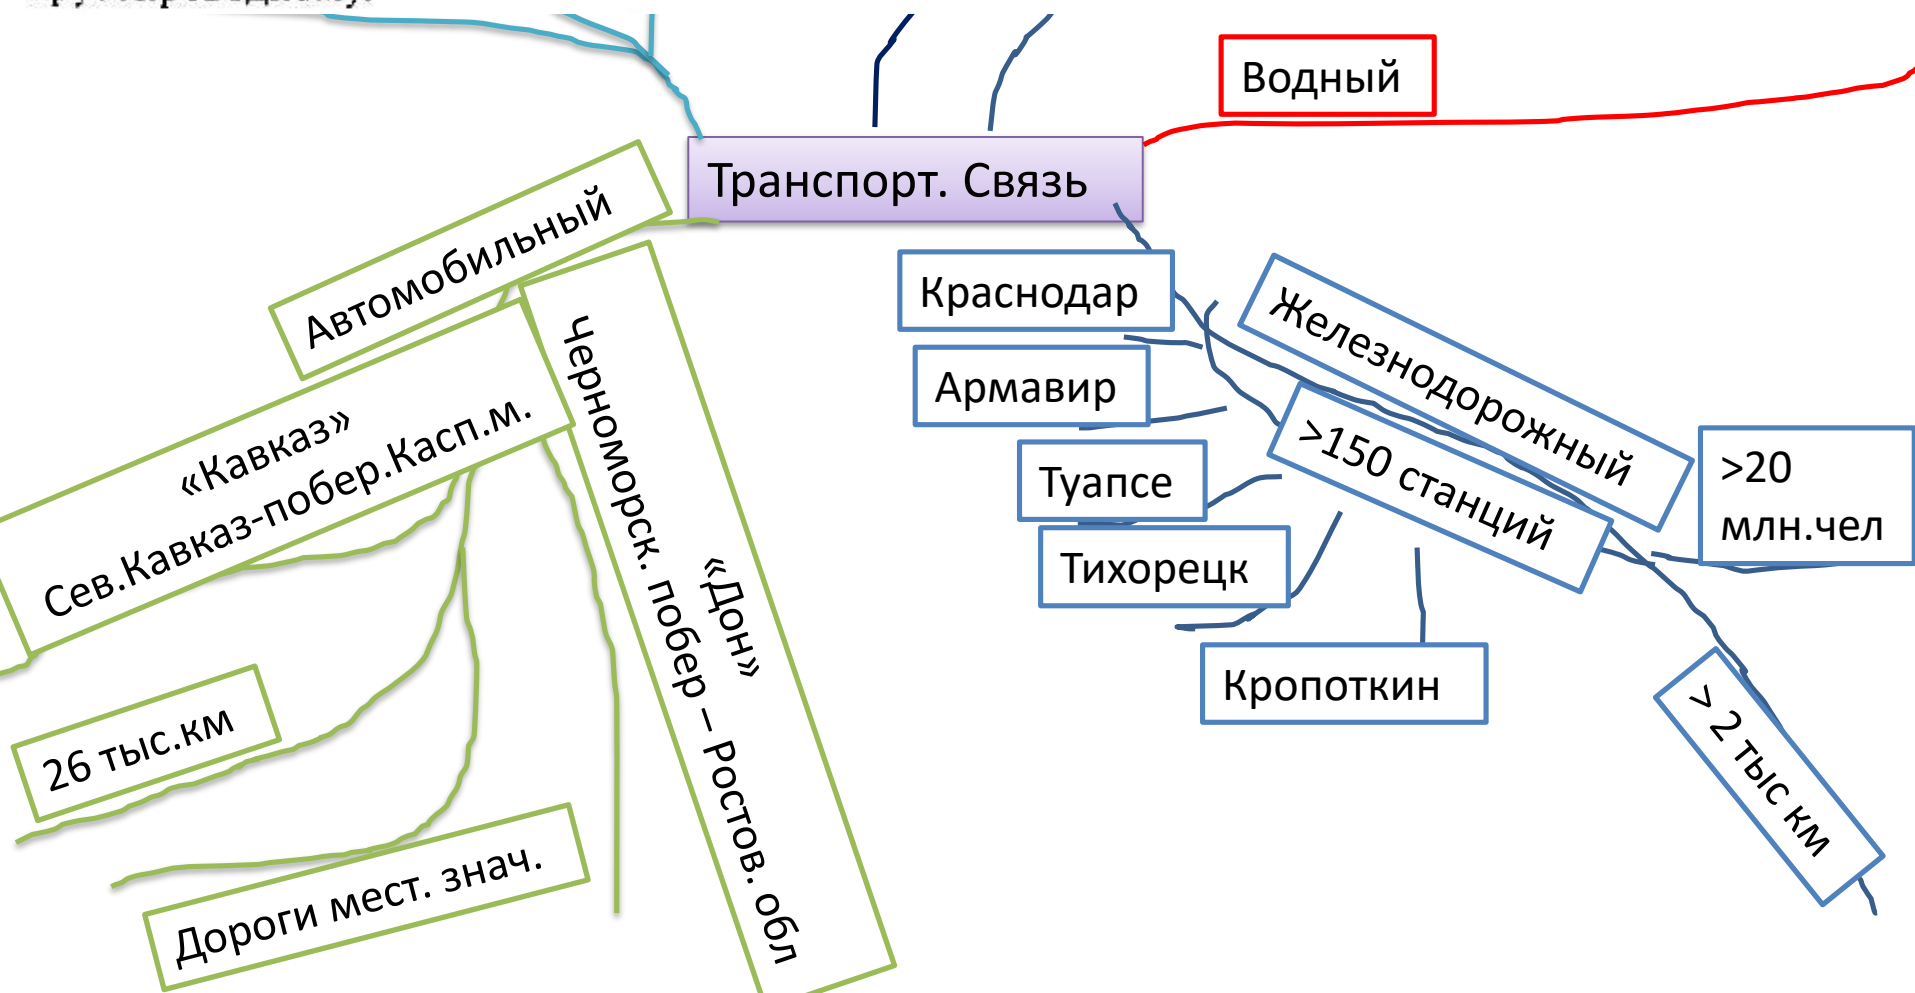 Водный
Транспорт. Связь
Автомобильный
«Кавказ»
Сев.Кавказ-побер.Касп.м.
«Дон»
Черноморск. побер – Ростов. обл
26 тыс.км
Дороги мест. знач.
Железнодорожный
>150 станций
Краснодар
Армавир
Туапсе
Тихорецк
Кропоткин
>20
млн.чел
> 2 тыс км